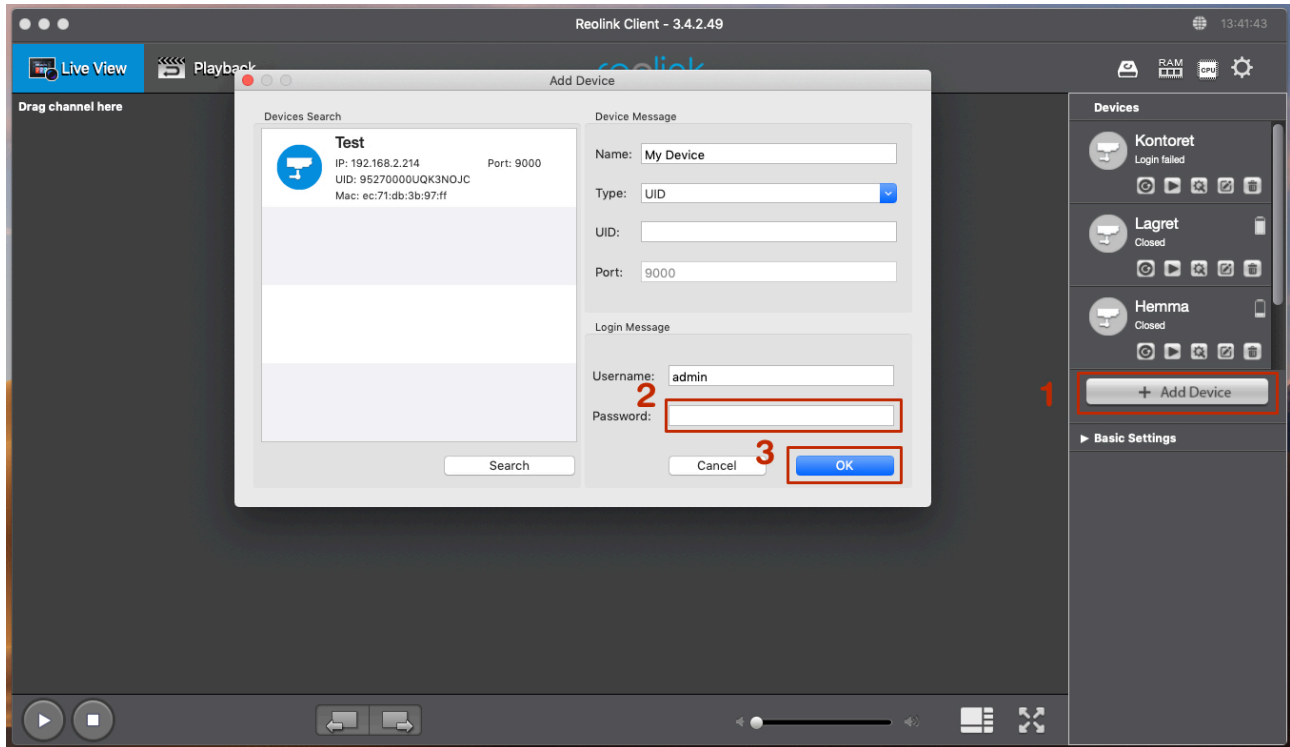 Reolink Client - 3.4.2.49
13:41:43
Live View
Playback
reolink
RAM
CPU
Drag channel here
Add Device
Devices Search
Test
IP: 192.168.2.214 Port: 9000
UID: 95270000UQK3NOJC
Mac: ec:71:db:3b:97:ff
Search
Device Message
Name: My Device
Type: UID
UID:
Port: 9000
Login Message
Username: admin
2
Password:
3
Cancel
OK
Devices
Kontoret
Login failed
Lagret
Closed
Hemma
Closed
1
+ Add Device
Basic Settings